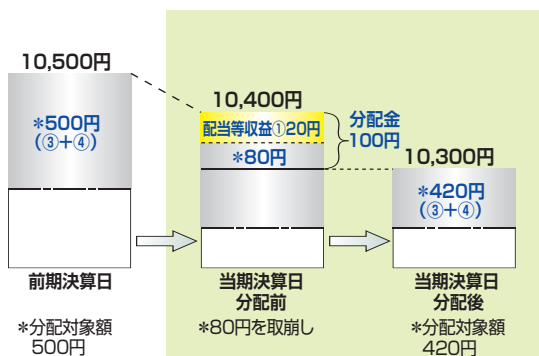 10,500円
*500円
(③+④)
前期決算日
*分配対象額
500円
10,400円
配当等収益①20円
*80円
分配金
100円
当期決算日
分配前
*80円を取崩し
10,300円
*420円
(③+④)
当期決算日
分配後
*分配対象額
420円